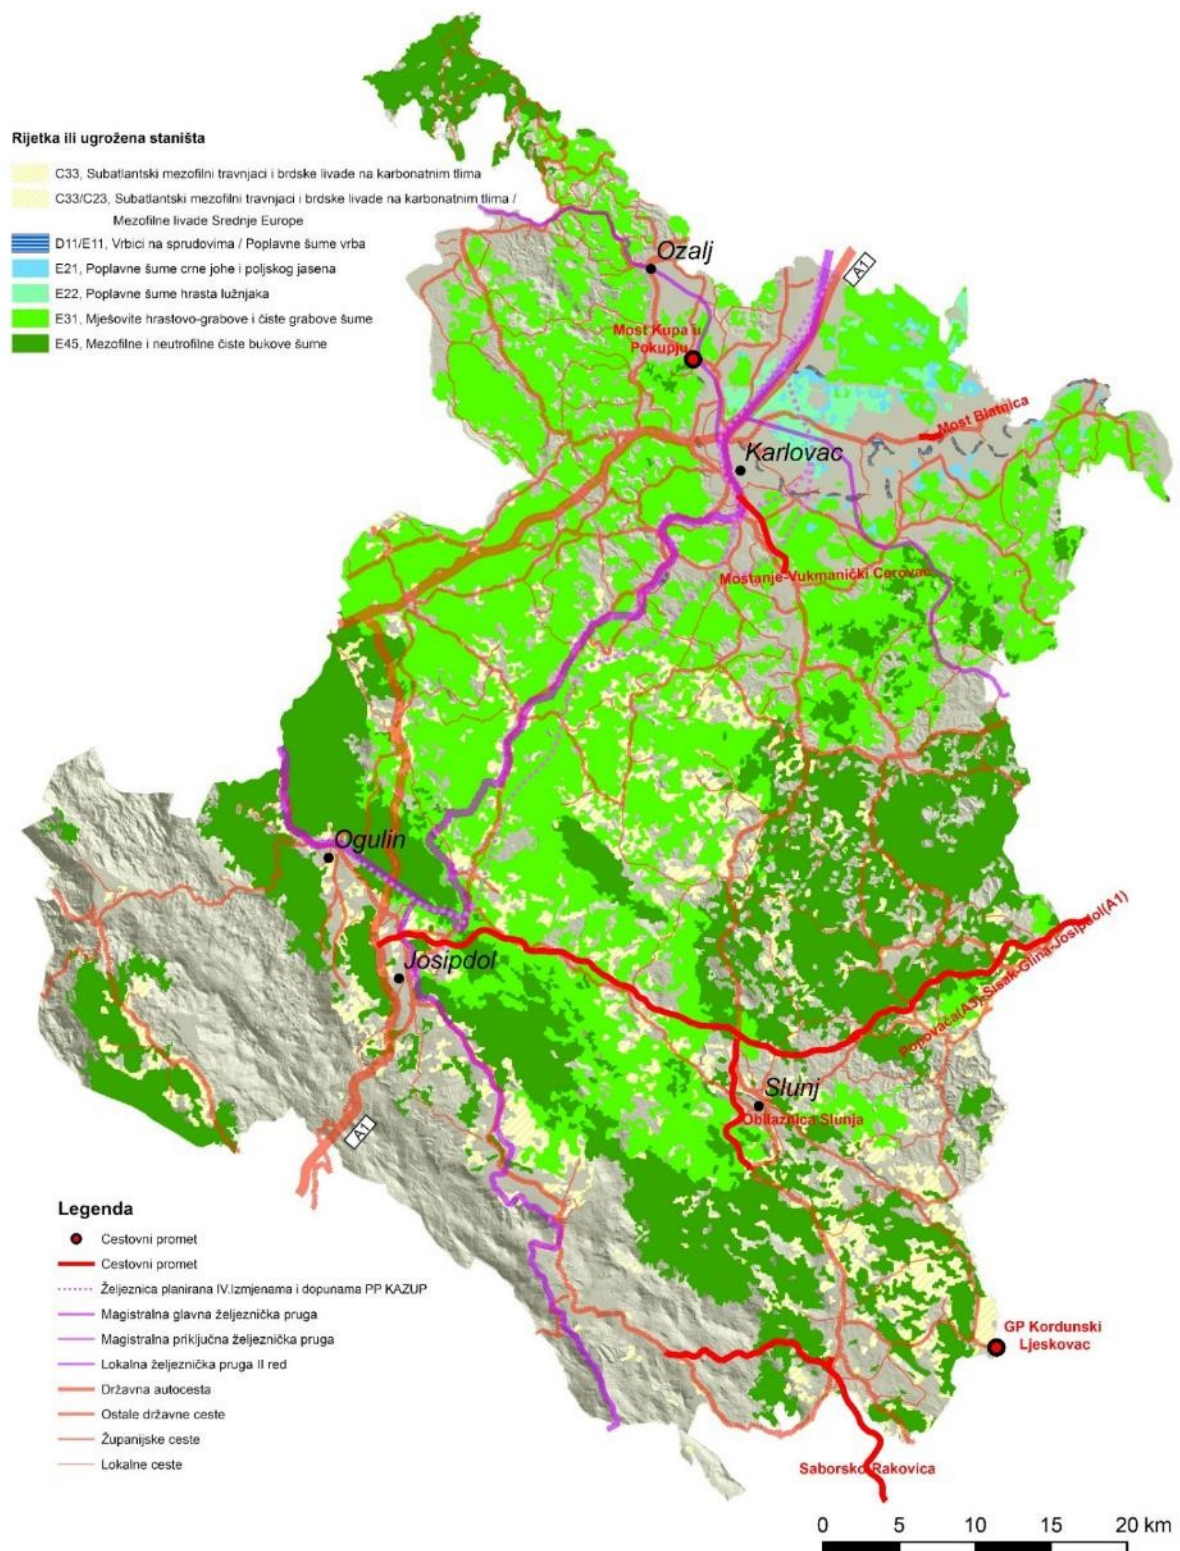 Rijetka ili ugrožena staništa
C33, Subatlantski mezofilni travnjaci i brdske livade na karbonatnim tlima
C33/C23, Subatlantski mezofilni travnjaci i brdske livade na karbonatnim tlima /
Mezofilne livade Srednje Europe
D11/E11, Vrbici na sprudovima / Poplavne šume vrba
E21, Poplavne šume crne johe i poljskog jasena
E22, Poplavne šume hrasta lužnjaka
E31, Mješovite hrastovo-grabove i čiste grabove šume
E45, Mezofilne i neutrofilne čiste bukove šume
Ozalj
A1
Most Kupa u
Pokupju
Most Blatnica
Karlovac
Mostanje-Vukmanički Cerovac
Ogulin
Josipdol
Popovača(A3)-Sisak-Glina-Josipdol(A1)
Slunj
Obilaznica Slunja
A1
GP Kordunski
Ljeskovac
Saborsko-Rakovica
Legenda
Cestovni promet
Cestovni promet
Željeznica planirana IV.Izmjenama i dopunama PP KAZUP
Magistralna glavna željeznička pruga
Magistralna priključna željeznička pruga
Lokalna željeznička pruga II red
Državna autocesta
Ostale državne ceste
Županijske ceste
Lokalne ceste
0 5 10 15 20 km